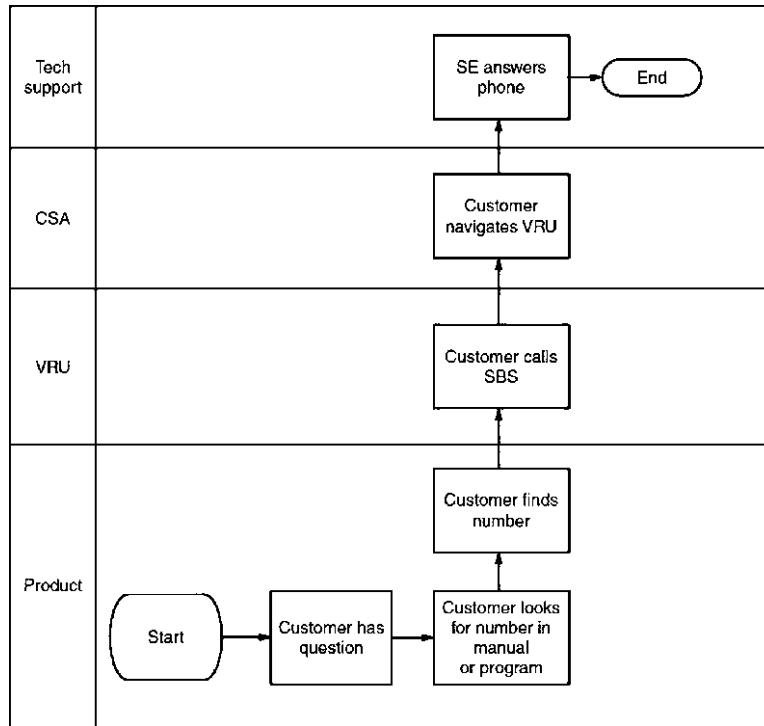 Tech
support
SE answers
phone
End
CSA
Customer
navigates VRU
VRU
Customer calls
SBS
Product
Customer finds
number
Start
Customer has
question
Customer looks
for number in
manual
or program